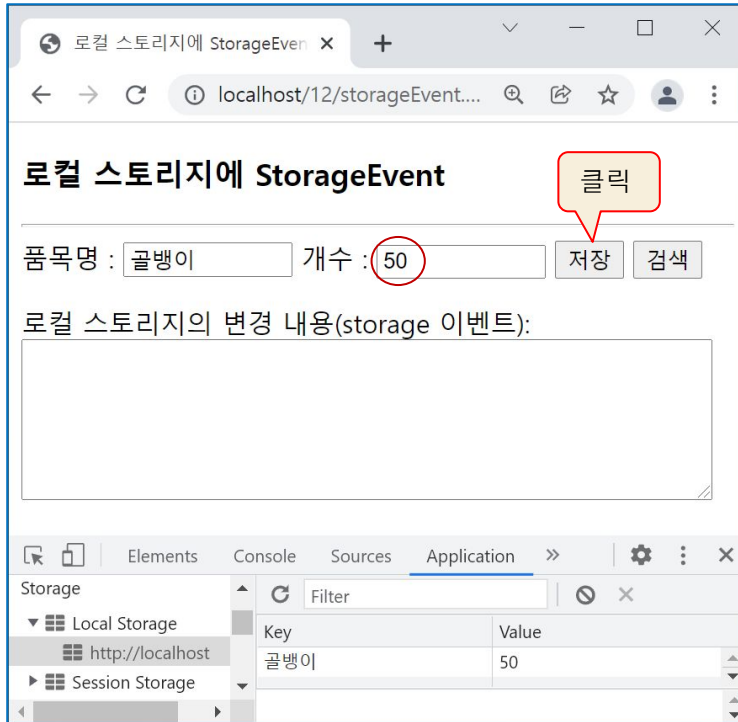 로컬 스토리지에 StorageEven
localhost/12/storageEvent....
로컬 스토리지에 StorageEvent
클릭
품목명 : 골뱅이 개수 : 50 저장 검색
로컬 스토리지의 변경 내용(storage 이벤트):
Elements Console Sources Application »
Storage
Filter
Local Storage
Key Value
http://localhost
골뱅이 50
Session Storage